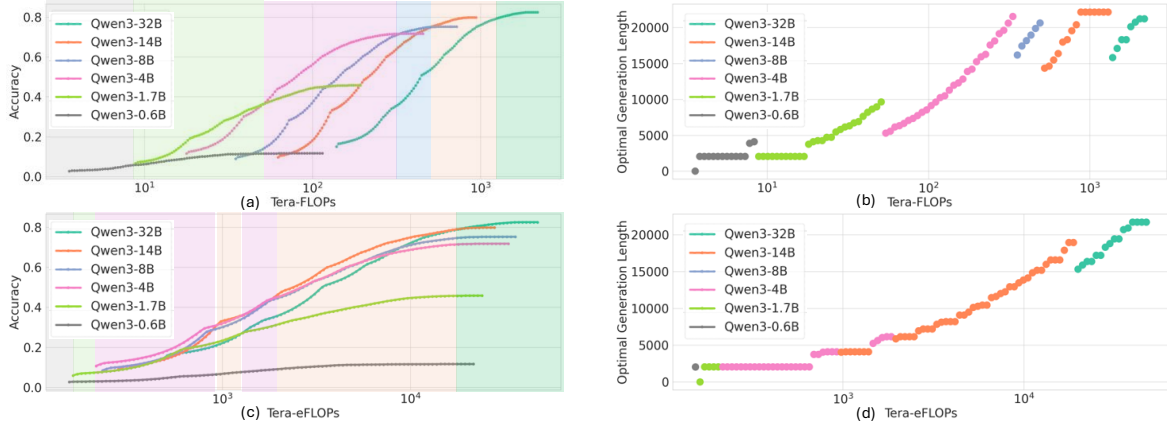 0.8
0.6
0.4
0.2
0.0
Accuracy
Qwen3-32B
Qwen3-14B
Qwen3-8B
Qwen3-4B
Qwen3-1.7B
Qwen3-0.6B
10¹ 10² 10³
Tera-FLOPs
(a)
20000
15000
10000
5000
0
Optimal Generation Length
Qwen3-32B
Qwen3-14B
Qwen3-8B
Qwen3-4B
Qwen3-1.7B
Qwen3-0.6B
10¹ 10² 10³
Tera-FLOPs
(b)
0.8
0.6
0.4
0.2
0.0
Accuracy
Qwen3-32B
Qwen3-14B
Qwen3-8B
Qwen3-4B
Qwen3-1.7B
Qwen3-0.6B
10³ 10⁴
Tera-eFLOPs
(c)
20000
15000
10000
5000
0
Optimal Generation Length
Qwen3-32B
Qwen3-14B
Qwen3-8B
Qwen3-4B
Qwen3-1.7B
Qwen3-0.6B
10³ 10⁴
Tera-eFLOPs
(d)